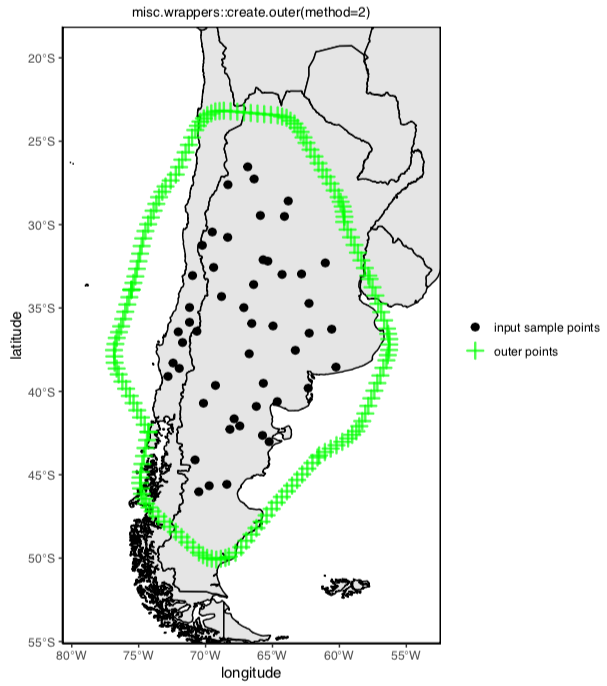 misc.wrappers::create.outer(method=2)
20°S
25°S
30°S
35°S
40°S
45°S
50°S
55°S
latitude
80°W 75°W 70°W 65°W 60°W 55°W
longitude
input sample points
outer points